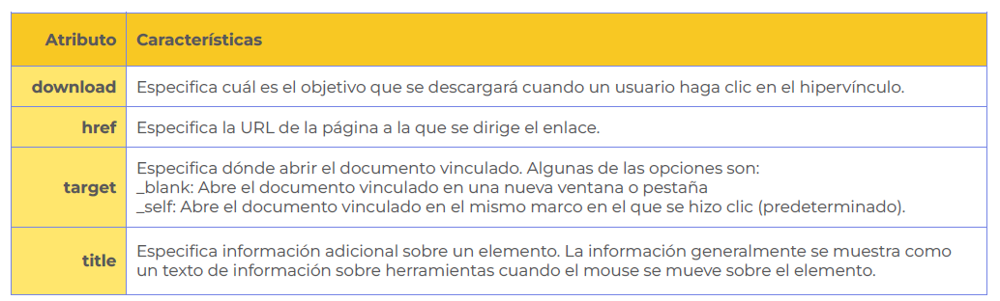 Atributo Características
download Especifica cuál es el objetivo que se descargará cuando un usuario haga clic en el hipervínculo.
href Especifica la URL de la página a la que se dirige el enlace.
target Especifica dónde abrir el documento vinculado. Algunas de las opciones son:
_blank: Abre el documento vinculado en una nueva ventana o pestaña
_self: Abre el documento vinculado en el mismo marco en el que se hizo clic (predeterminado).
title Especifica información adicional sobre un elemento. La información generalmente se muestra como
un texto de información sobre herramientas cuando el mouse se mueve sobre el elemento.